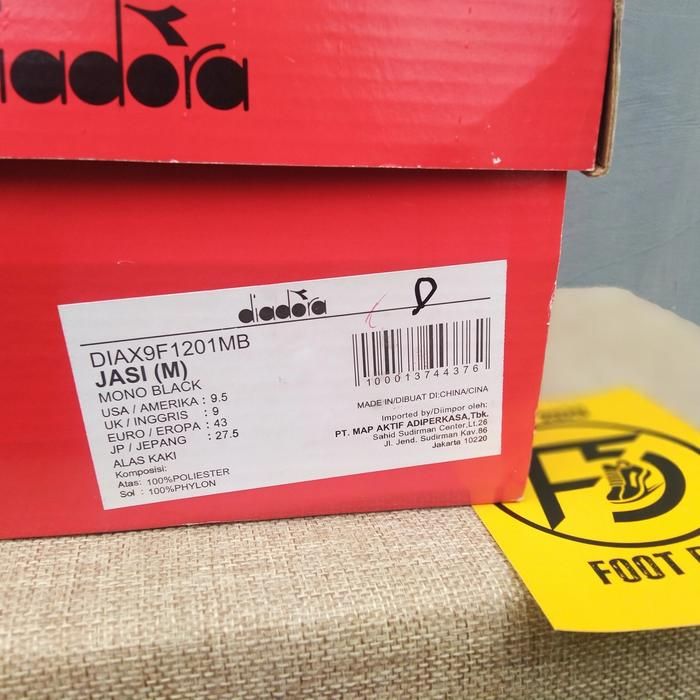 diadora
diadora
8
DIAX9F1201MB
JASI (M)
MONO BLACK
USA / AMERIKA : 9.5
UK / INGGRIS : 9
EURO / EROPA : 43
JP / JEPANG : 27.5
ALAS KAKI
Komposisi:
Atas: 100%POLIESTER
Sol : 100%PHYLON
100013744376
MADE IN/DIBUAT DI:CHINA/CINA
Imported by/Diimpor oleh:
PT. MAP AKTIF ADIPERKASA,Tbk.
Sahid Sudirman Center,Lt.26
Jl. Jend. Sudirman Kav.86
Jakarta 10220
FOOT